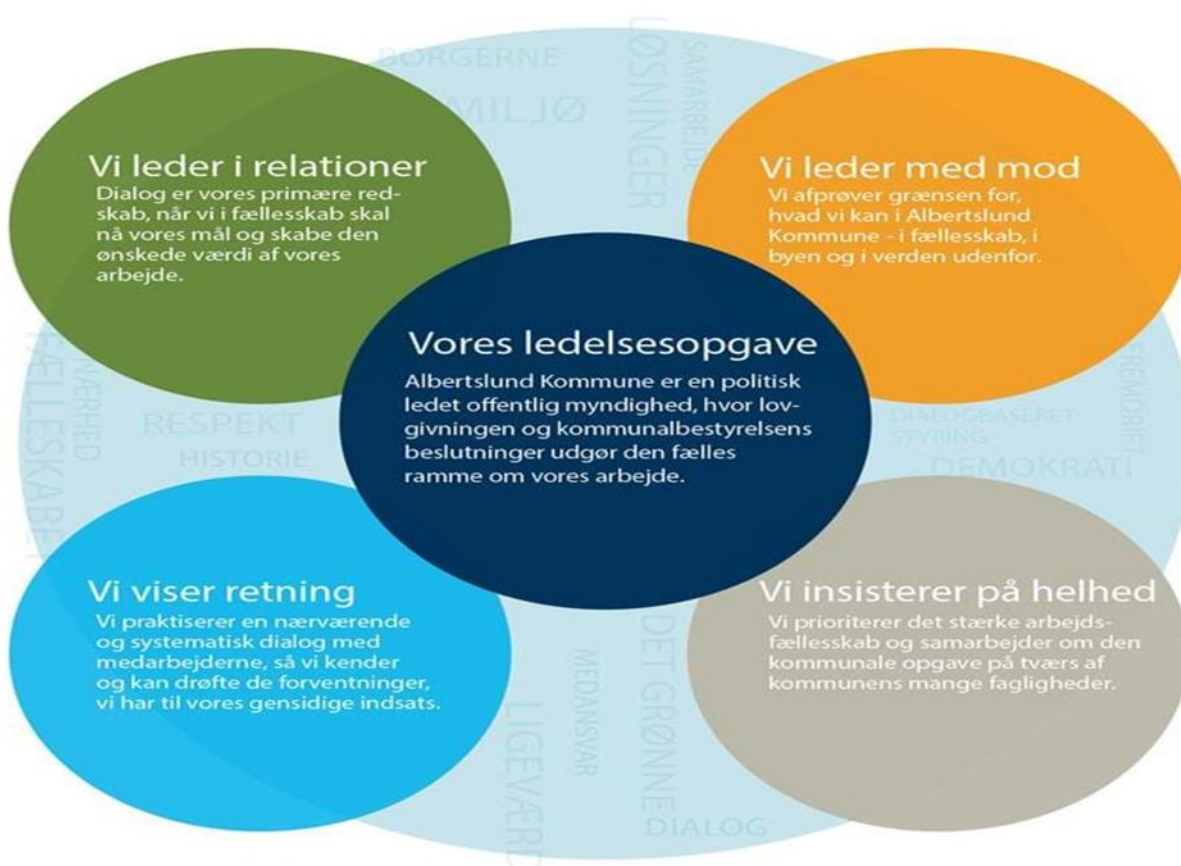 BORGERNE
MILJØ
LØSNINGER
SAMARBEJDE
Vi leder i relationer
Dialog er vores primære red-
skab, når vi i fællesskab skal
nå vores mål og skabe den
ønskede værdi af vores
arbejde.
Vi leder med mod
Vi afprøver grænsen for,
hvad vi kan i Albertslund
Kommune - i fællesskab, i
byen og i verden udenfor.
Vores ledelsesopgave
Albertslund Kommune er en politisk
ledet offentlig myndighed, hvor lov-
givningen og kommunalbestyrelsens
beslutninger udgør den fælles
ramme om vores arbejde.
RESPEKT
HISTORIE
DIALOGBASERET
STYRING
DEMOKRATI
Vi viser retning
Vi praktiserer en nærværende
og systematisk dialog med
medarbejderne, så vi kender
og kan drøfte de forventninger,
vi har til vores gensidige indsats.
Vi insisterer på helhed
Vi prioriterer det stærke arbejds-
fællesskab og samarbejder om den
kommunale opgave på tværs af
kommunens mange fagligheder.
LIGEVÆRD
MEDANSVAR
DET GRØNNE
DIALOG